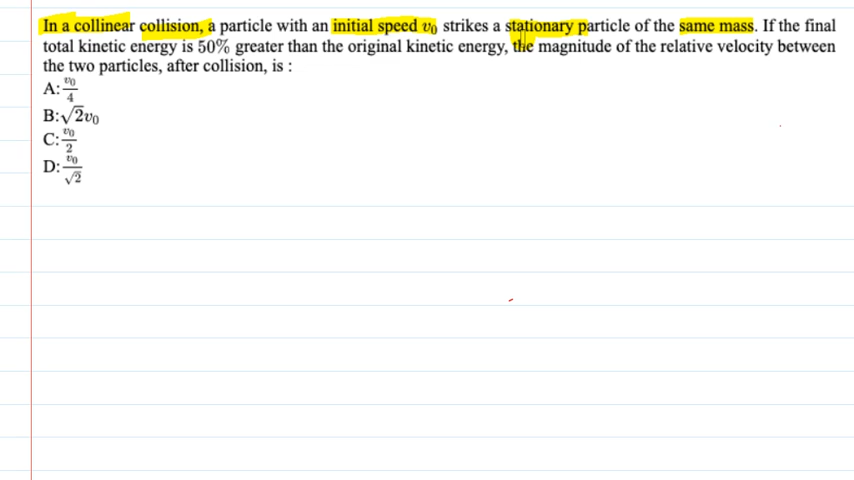 In a collinear collision, a particle with an initial speed v₀ strikes a stationary particle of the same mass. If the final
total kinetic energy is 50% greater than the original kinetic energy, the magnitude of the relative velocity between
the two particles, after collision, is :
A: v₀/4
B:√2v₀
C: v₀/2
D: v₀/√2